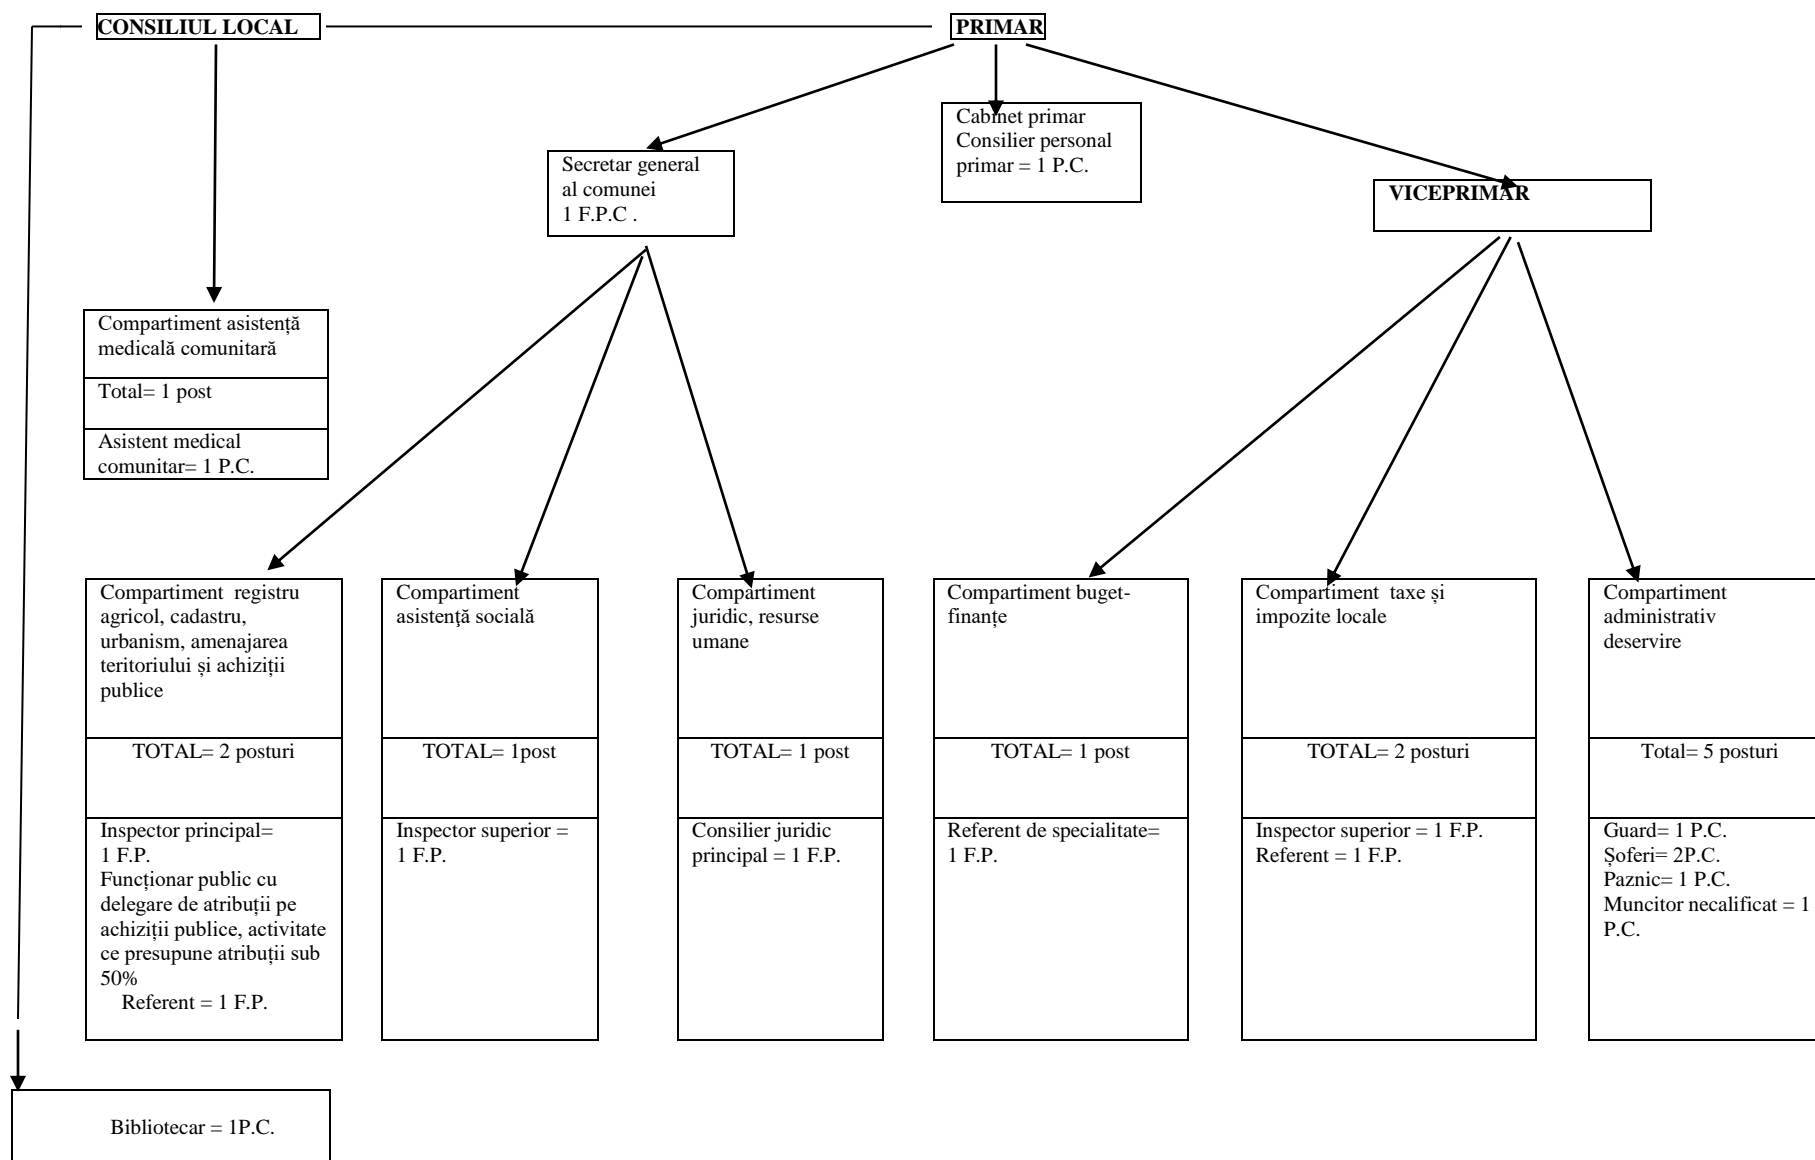 CONSILIUL LOCAL
PRIMAR
Cabinet primar
Consilier personal
primar = 1 P.C.
Secretar general
al comunei
1 F.P.C .
VICEPRIMAR
Compartiment asistență
medicală comunitară
Total= 1 post
Asistent medical
comunitar= 1 P.C.
Compartiment  registru
agricol, cadastru,
urbanism, amenajarea
teritoriului și achiziții
publice
TOTAL= 2 posturi
Inspector principal=
1 F.P.
Funcționar public cu
delegare de atribuții pe
achiziții publice, activitate
ce presupune atribuții sub
50%
Referent = 1 F.P.
Compartiment
asistenţă socială
TOTAL= 1post
Inspector superior =
1 F.P.
Compartiment
juridic, resurse
umane
TOTAL= 1 post
Consilier juridic
principal = 1 F.P.
Compartiment buget-
finanțe
TOTAL= 1 post
Referent de specialitate=
1 F.P.
Compartiment  taxe și
impozite locale
TOTAL= 2 posturi
Inspector superior = 1 F.P.
Referent = 1 F.P.
Compartiment
administrativ
deservire
Total= 5 posturi
Guard= 1 P.C.
Șoferi= 2P.C.
Paznic= 1 P.C.
Muncitor necalificat = 1
P.C.
Bibliotecar = 1P.C.